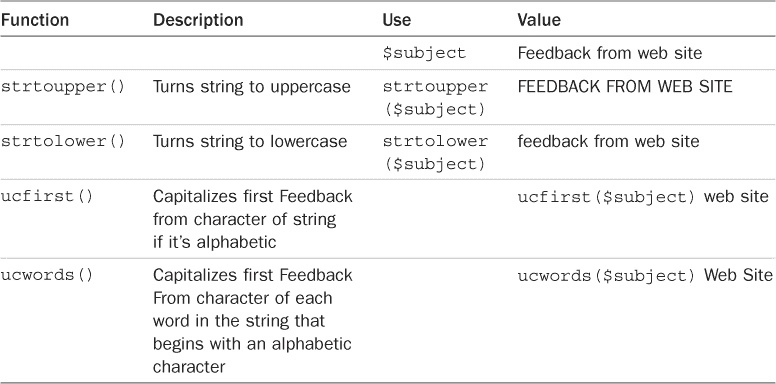 Function Description Use Value
$subject Feedback from web site
strtoupper() Turns string to uppercase strtoupper FEEDBACK FROM WEB SITE
($subject)
strtolower() Turns string to lowercase strtolower feedback from web site
($subject)
ucfirst() Capitalizes first Feedback ucfirst($subject) web site
from character of string
if it’s alphabetic
ucwords() Capitalizes first Feedback ucwords($subject) Web Site
From character of each
word in the string that
begins with an alphabetic
character